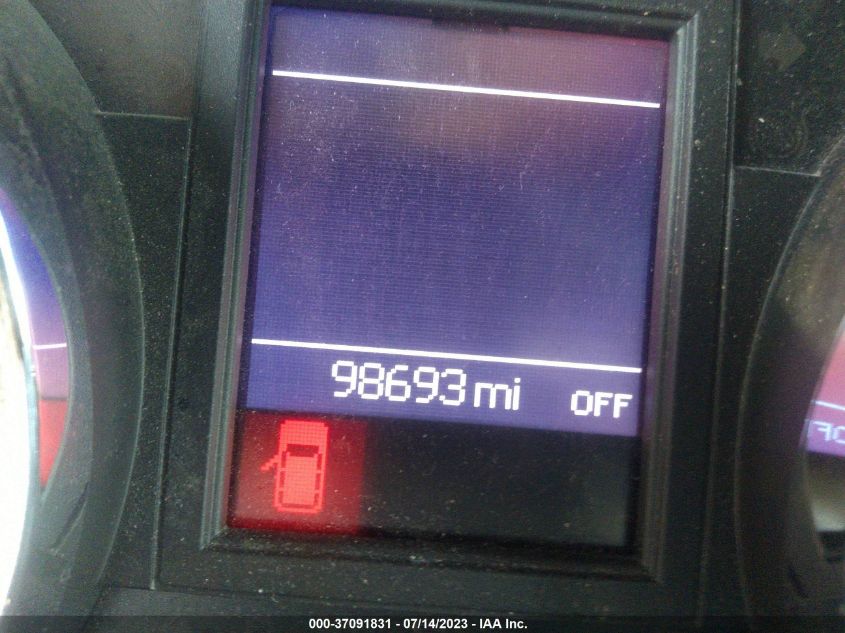 98693 mi OFF
000-37091831 - 07/14/2023 - IAA Inc.